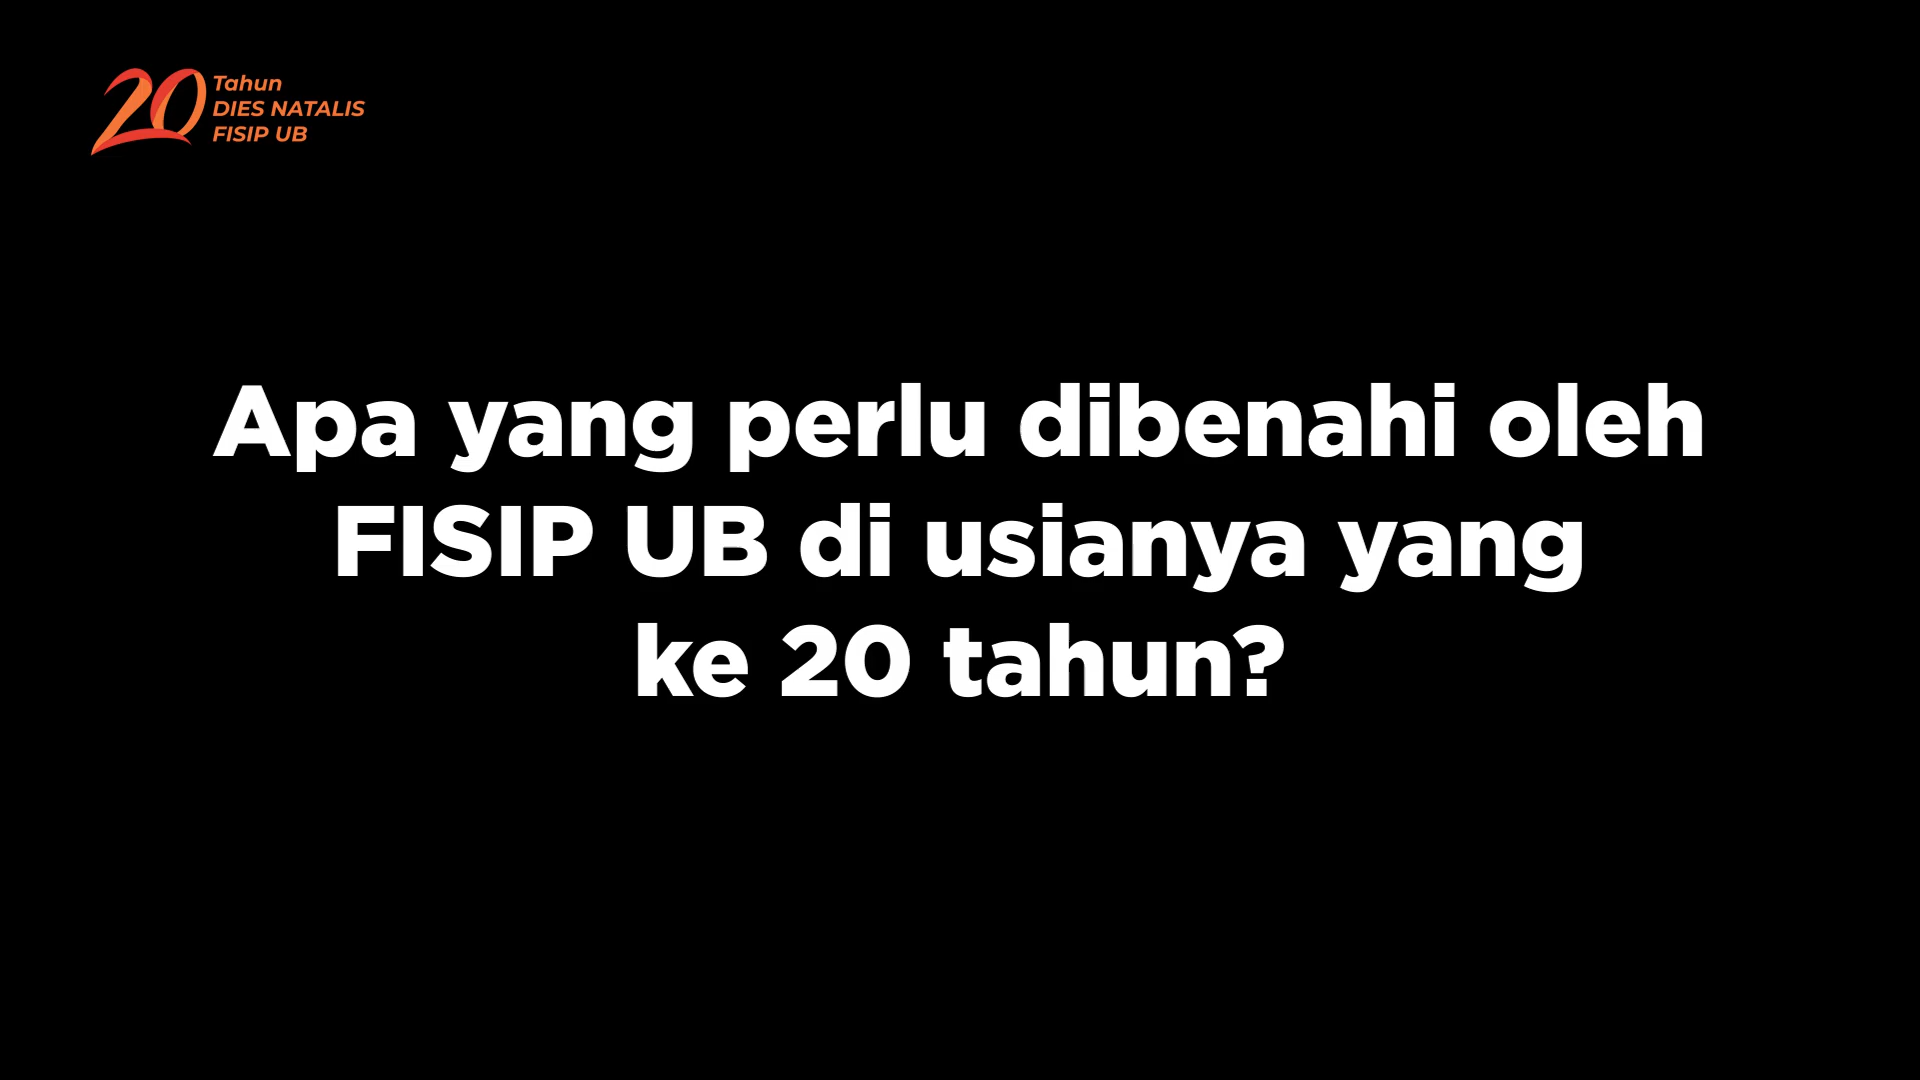 20 Tahun
DIES NATALIS
FISIP UB
Apa yang perlu dibenahi oleh
FISIP UB di usianya yang
ke 20 tahun?